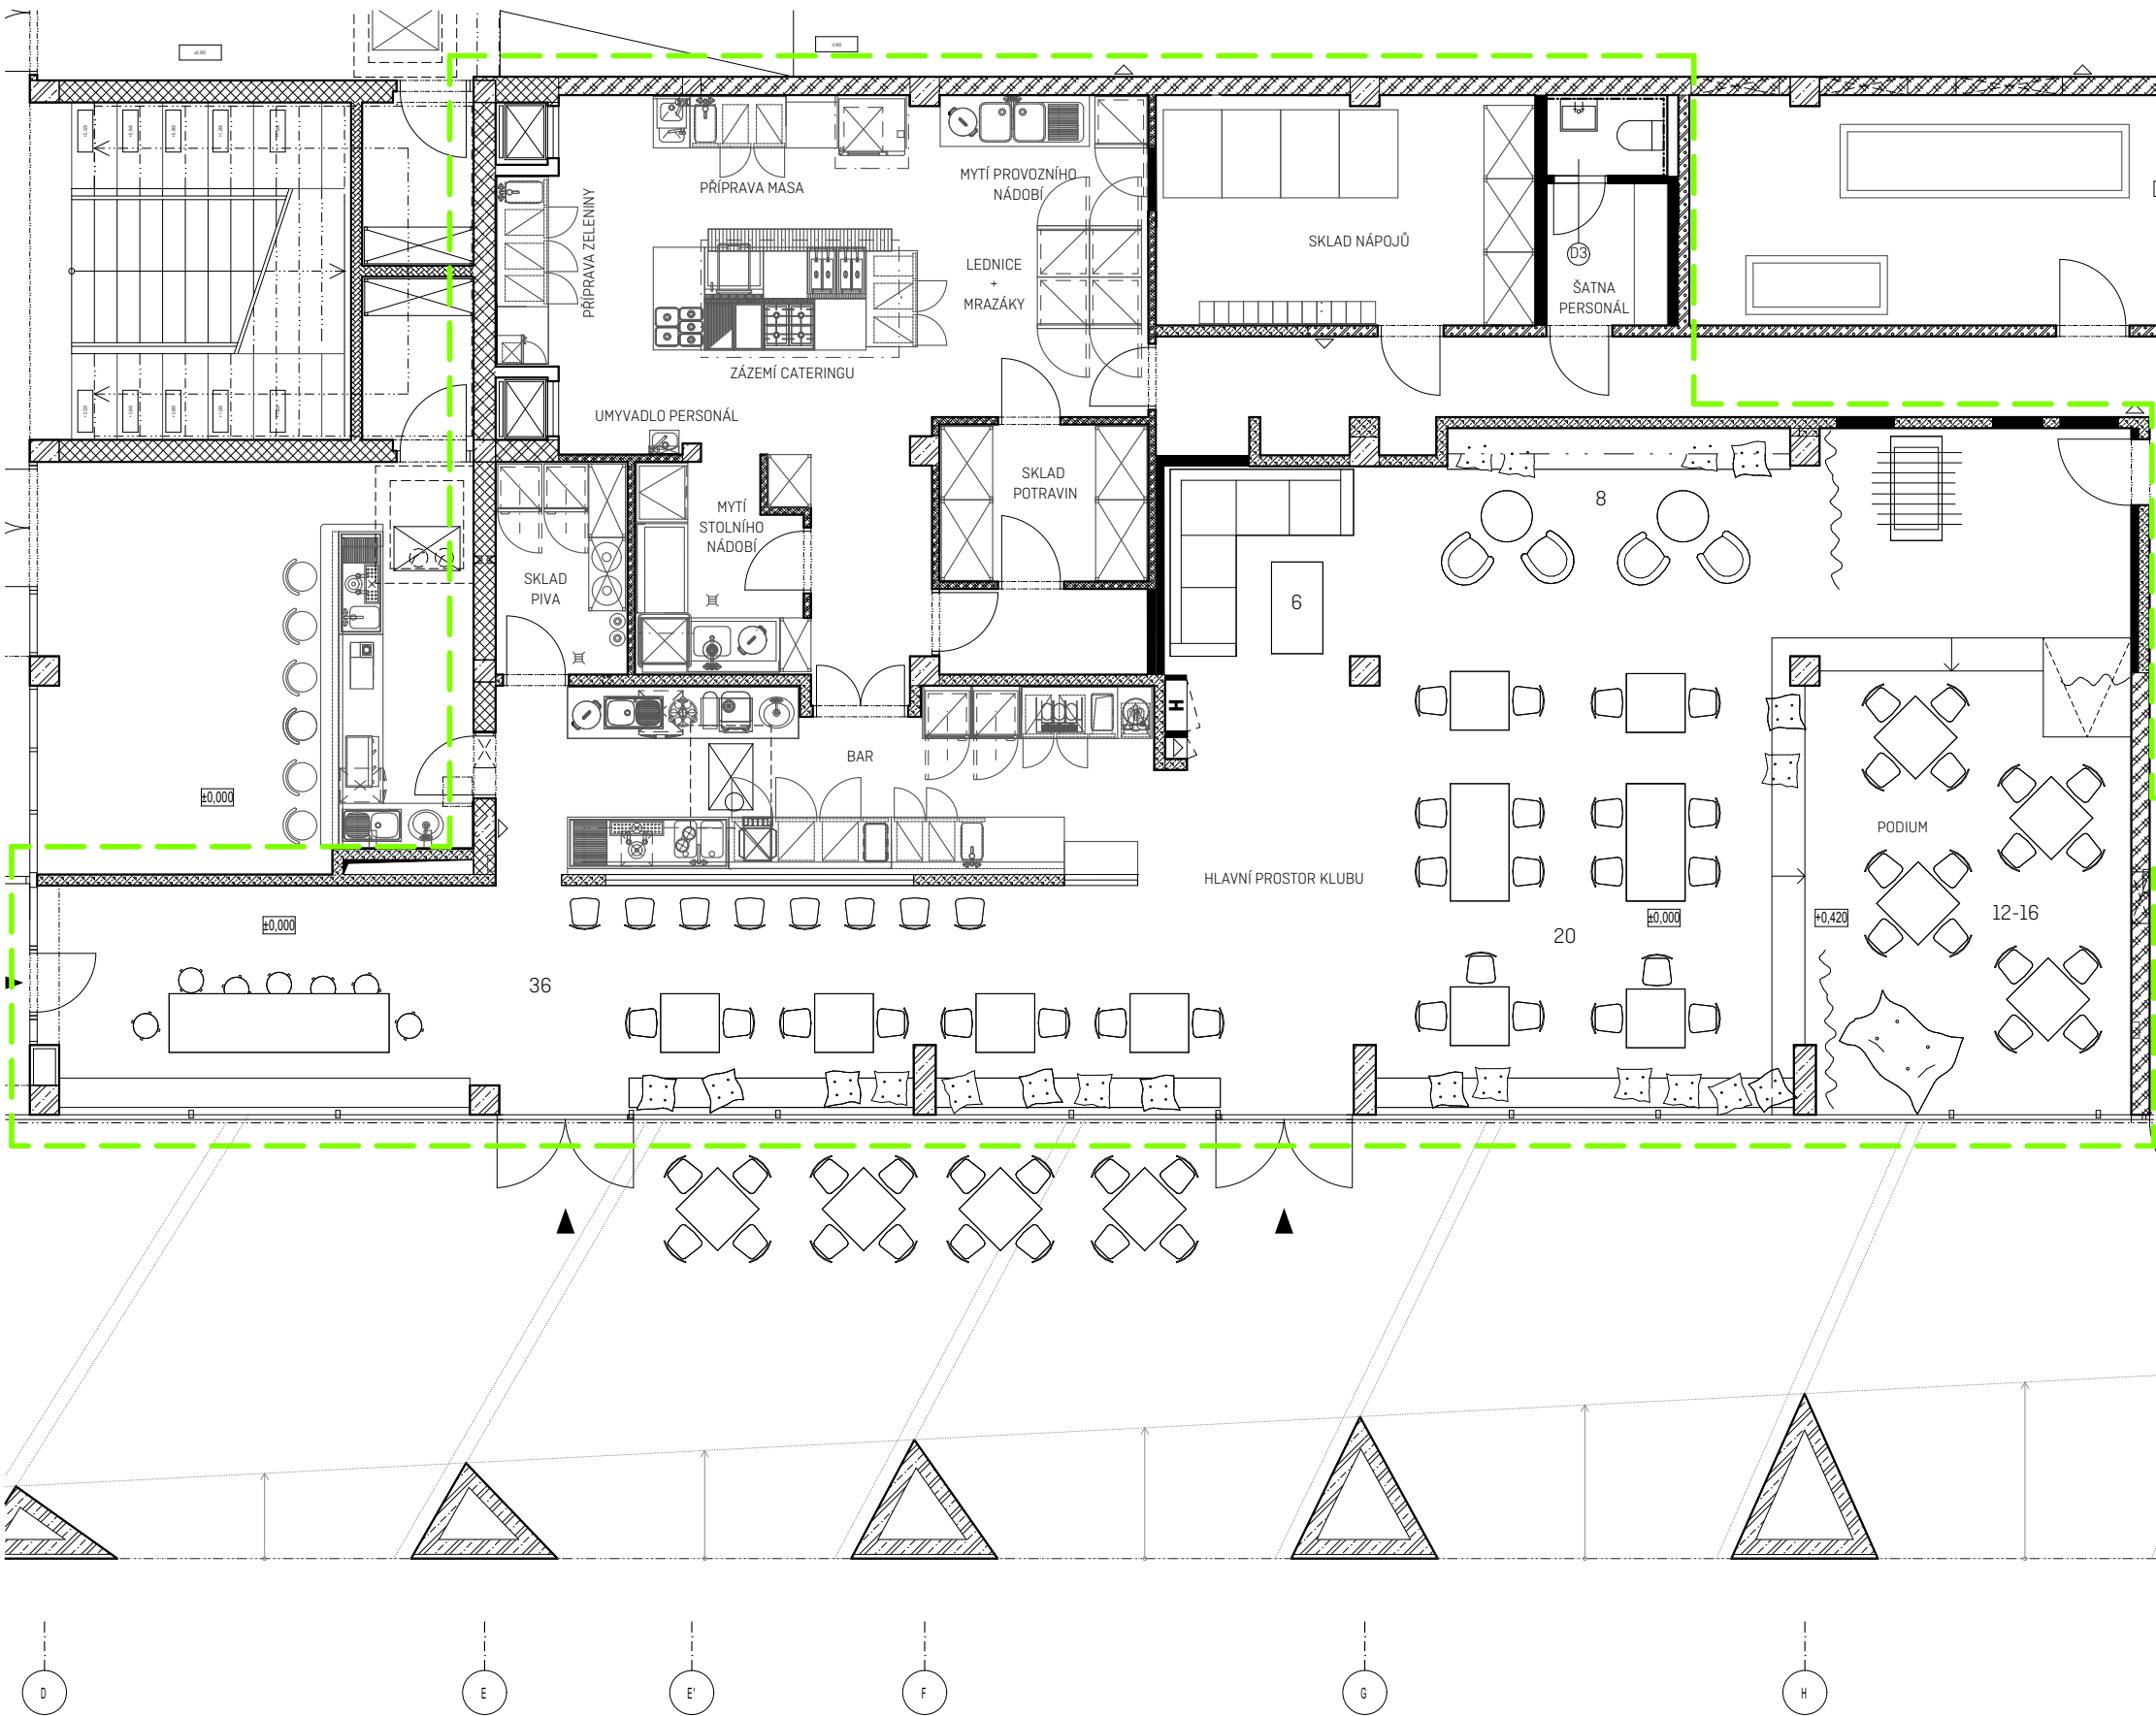 PŘÍPRAVA MASA
MYTÍ PROVOZNÍHO
NÁDOBÍ
PŘÍPRAVA ZELENINY
SKLAD NÁPOJŮ
LEDNICE
+
MRAZÁKY
D3
ŠATNA
PERSONÁL
ZÁZEMÍ CATERINGU
UMYVADLO PERSONÁL
SKLAD
POTRAVIN
MYTÍ
STOLNÍHO
NÁDOBÍ
SKLAD
PIVA
8
6
H
BAR
±0,000
PODIUM
HLAVNÍ PROSTOR KLUBU
±0,000
±0,000
+0,420
12-16
20
36
D
E
E'
F
G
H